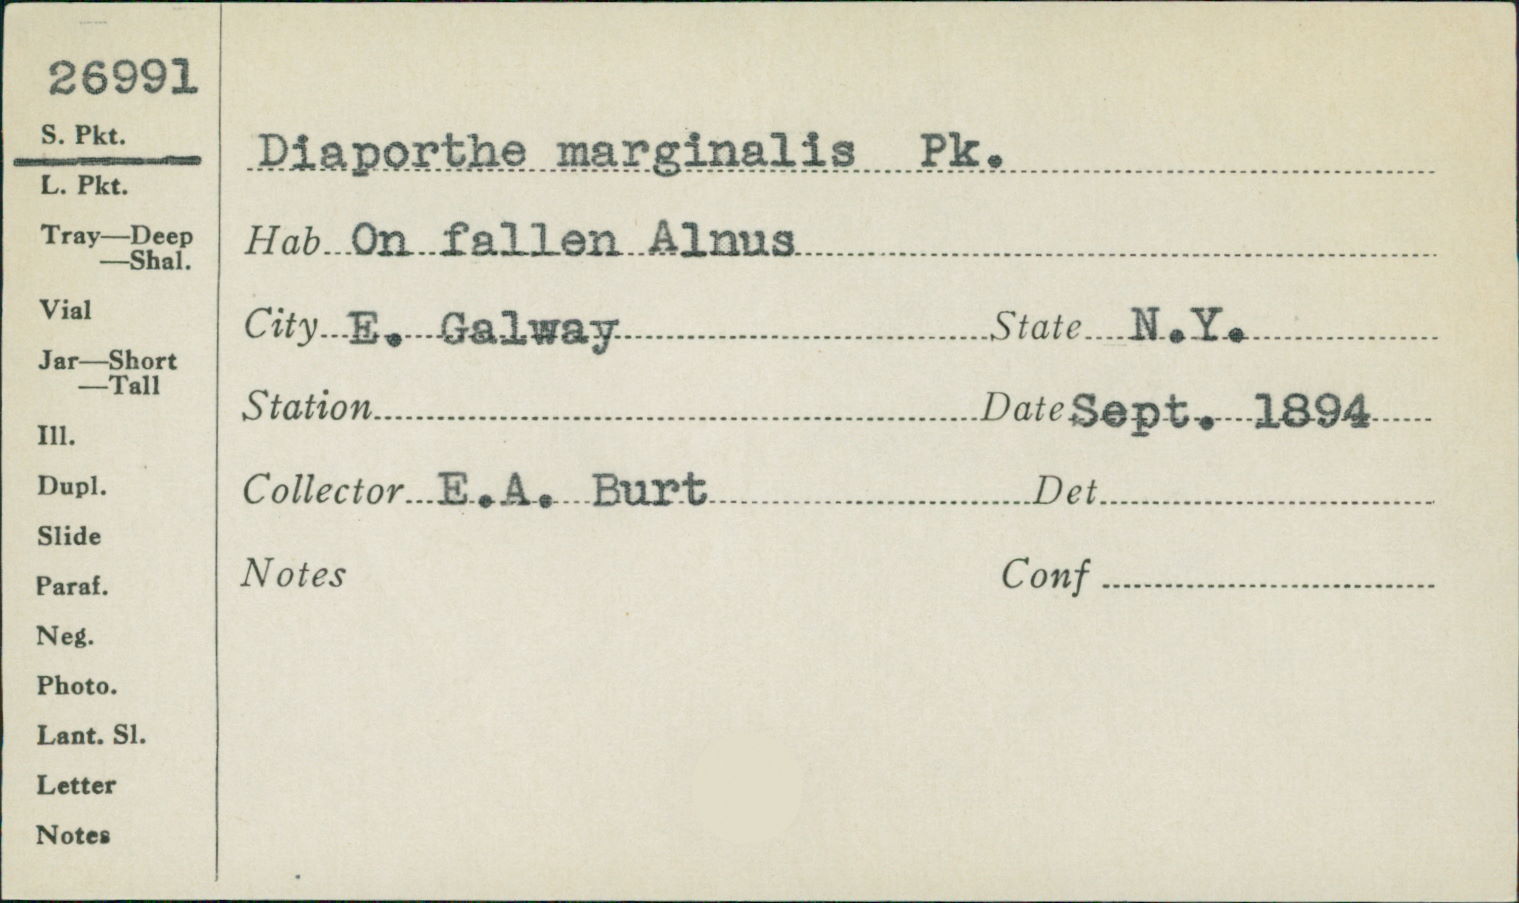 26991
S. Pkt.
L. Pkt.
Tray—Deep
—Shal.
Vial
Jar—Short
—Tall
Ill.
Dupl.
Slide
Paraf.
Neg.
Photo.
Lant. Sl.
Letter
Notes
Diaporthe marginalis Pk.
Hab On fallen Alnus
City E. Galway State N.Y.
Station Date Sept. 1894
Collector E.A. Burt Det
Notes Conf